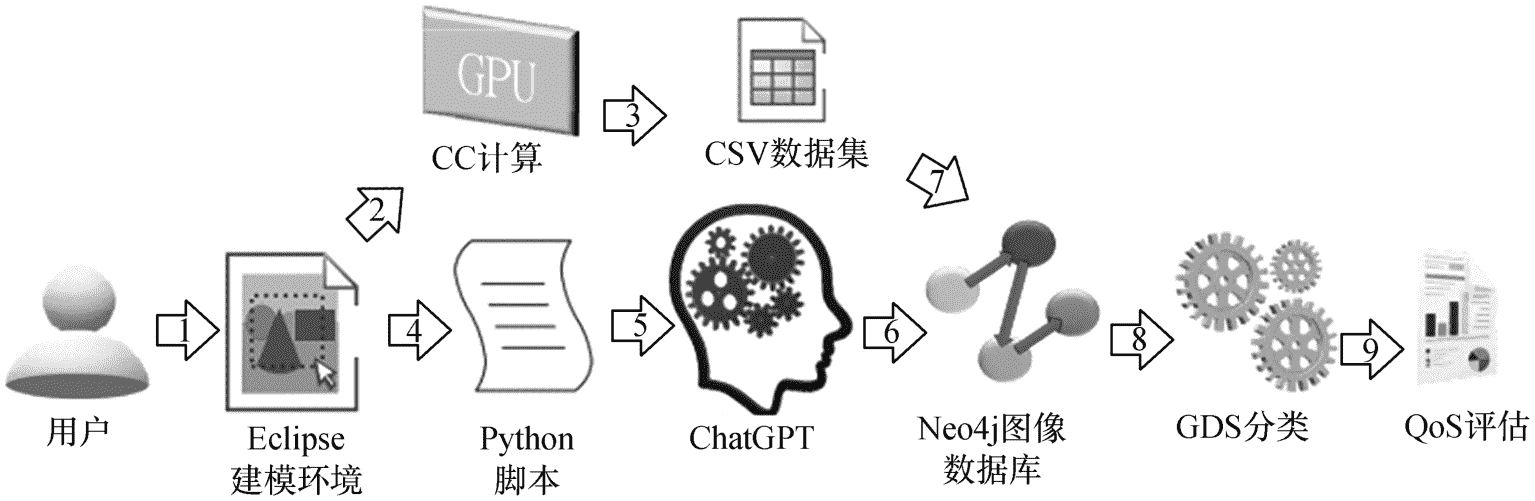 GPU
3
CC计算
CSV数据集
2
7
1
4
5
6
8
9
用户
Eclipse
建模环境
Python
脚本
ChatGPT
Neo4j图像
数据库
GDS分类
QoS评估